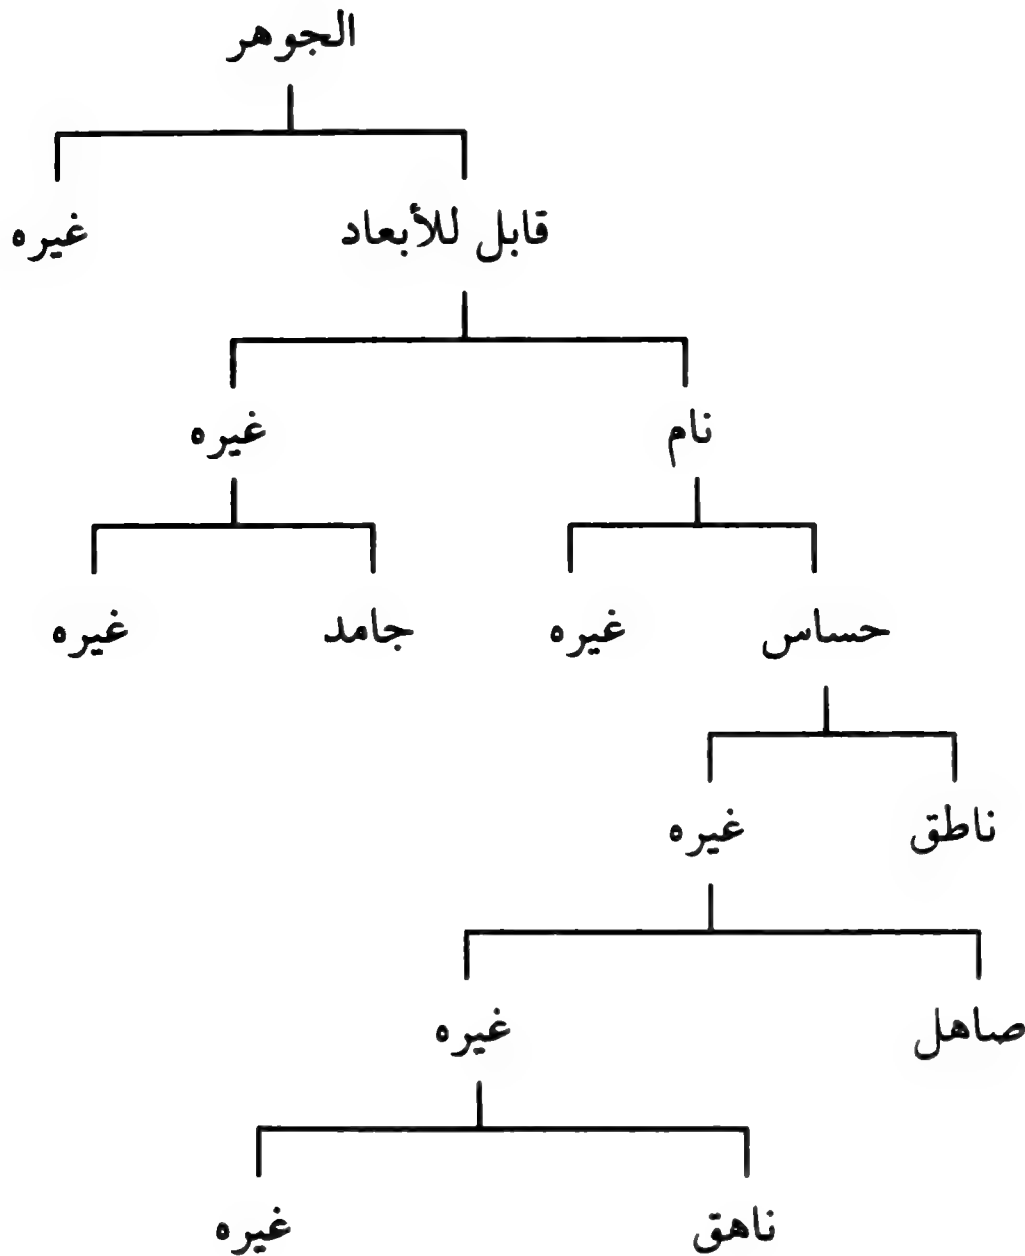 الجوهر
قابل للأبعاد غيره
نام غيره
حساس غيره جامد غيره
ناطق غيره
صاهل غيره
ناهق غيره